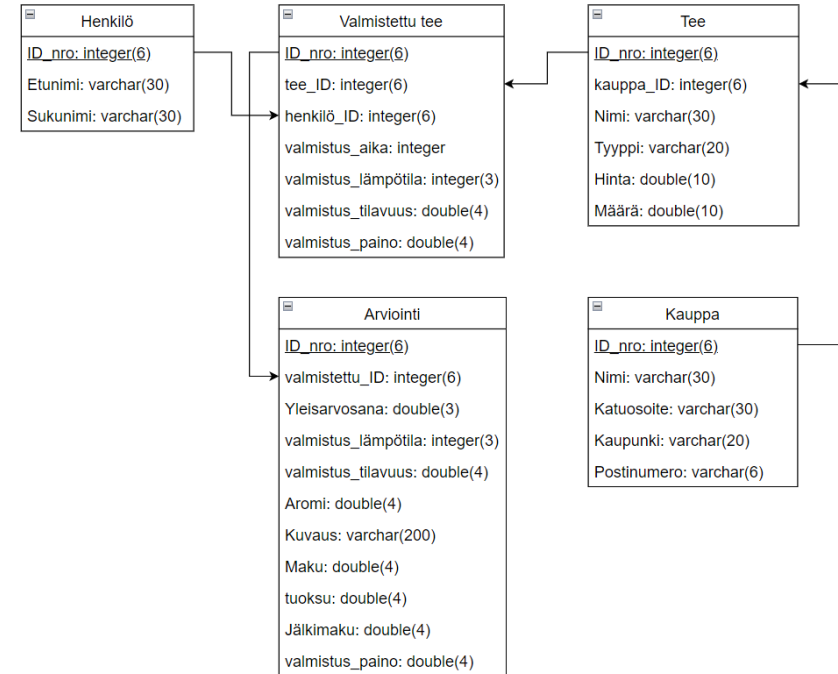 Henkilö
ID_nro: integer(6)
Etunimi: varchar(30)
Sukunimi: varchar(30)
Valmistettu tee
ID_nro: integer(6)
tee_ID: integer(6)
henkilö_ID: integer(6)
valmistus_aika: integer
valmistus_lämpötila: integer(3)
valmistus_tilavuus: double(4)
valmistus_paino: double(4)
Tee
ID_nro: integer(6)
kauppa_ID: integer(6)
Nimi: varchar(30)
Tyyppi: varchar(20)
Hinta: double(10)
Määrä: double(10)
Arviointi
ID_nro: integer(6)
valmistettu_ID: integer(6)
Yleisarvosana: double(3)
valmistus_lämpötila: integer(3)
valmistus_tilavuus: double(4)
Aromi: double(4)
Kuvaus: varchar(200)
Maku: double(4)
tuoksu: double(4)
Jälkimaku: double(4)
valmistus_paino: double(4)
Kauppa
ID_nro: integer(6)
Nimi: varchar(30)
Katuosoite: varchar(30)
Kaupunki: varchar(20)
Postinumero: varchar(6)